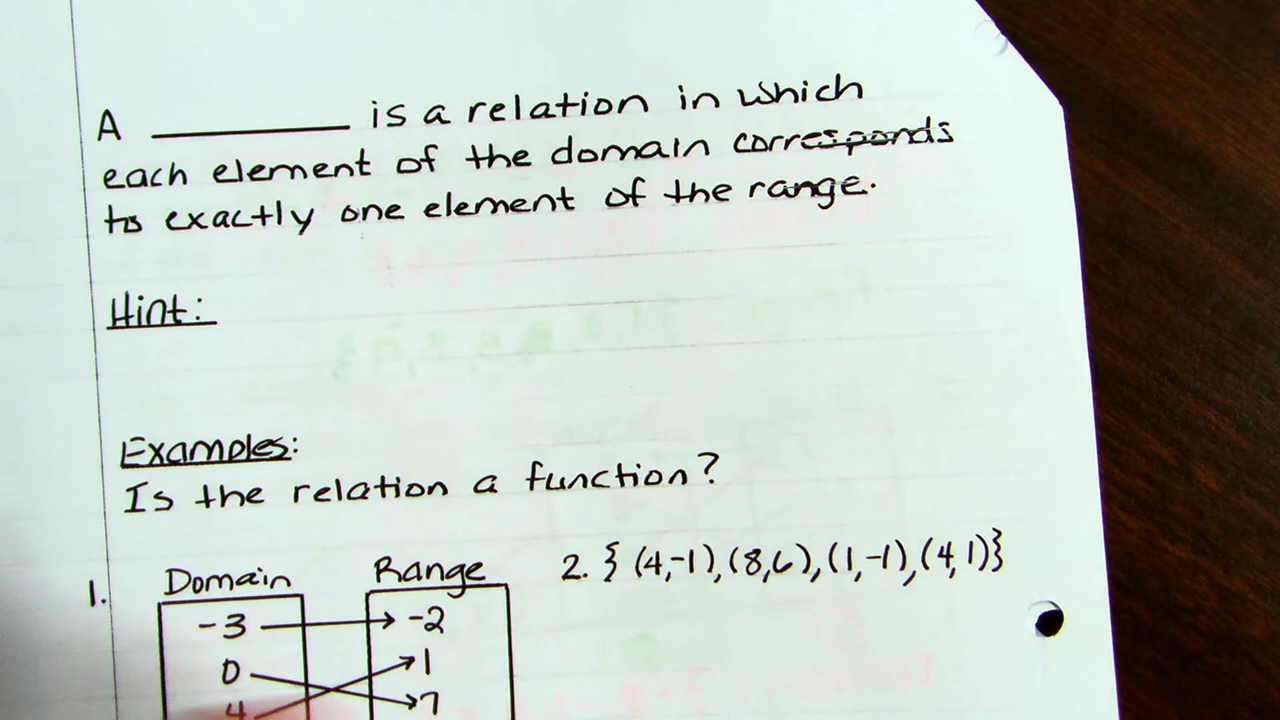 A ________ is a relation in which
each element of the domain corresponds
to exactly one element of the range.
Hint:
Examples:
Is the relation a function?
1. Domain Range
-3 -2
0 1
4 7
2. { (4,-1),(8,6),(1,-1),(4,1)}